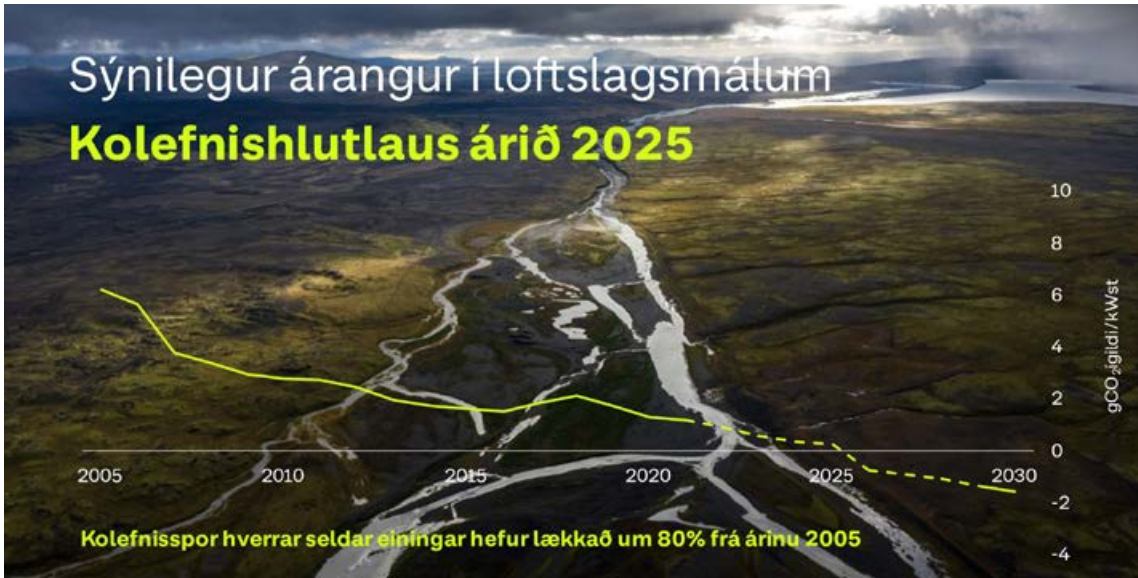 Sýnilegur árangur í loftslagsmálum
Kolefnishlutlaus árið 2025
10
8
6
4
2
0
-2
-4
gCO₂ígildi/kWst
2005 2010 2015 2020 2025 2030
Kolefnisspor hverrar seldar einingar hefur lækkað um 80% frá árinu 2005